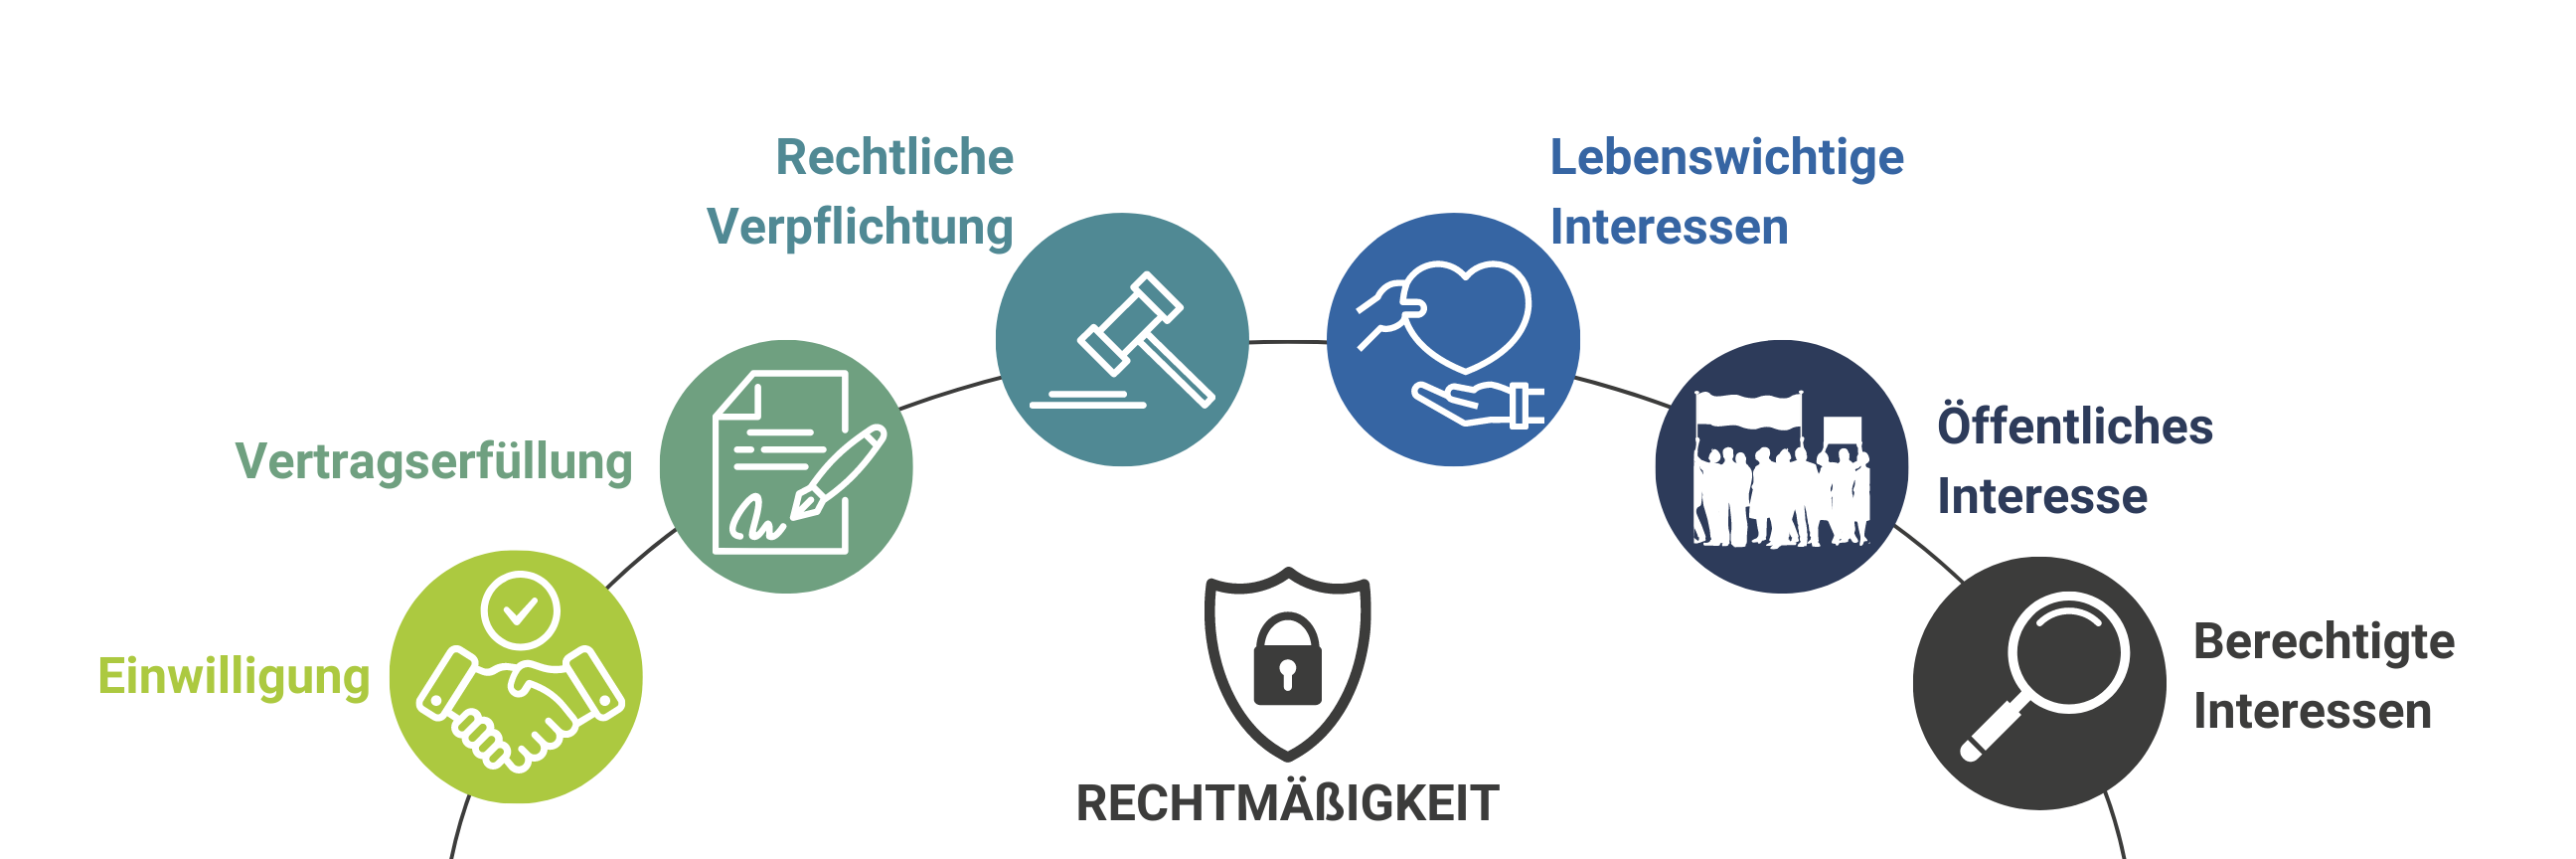 Einwilligung
Vertragserfüllung
Rechtliche
Verpflichtung
Lebenswichtige
Interessen
Öffentliches
Interesse
Berechtigte
Interessen
RECHTMÄßIGKEIT